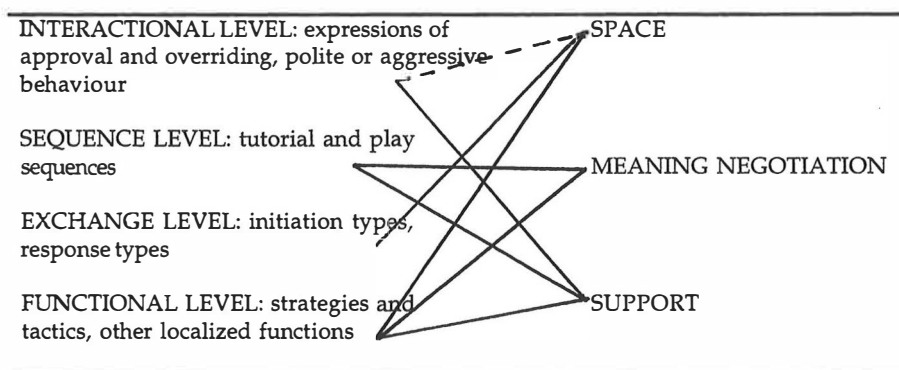 INTERACTIONAL LEVEL: expressions of
approval and overriding, polite or aggressive
behaviour
SPACE
SEQUENCE LEVEL: tutorial and play
sequences
MEANING NEGOTIATION
EXCHANGE LEVEL: initiation types,
response types
FUNCTIONAL LEVEL: strategies and
tactics, other localized functions
SUPPORT